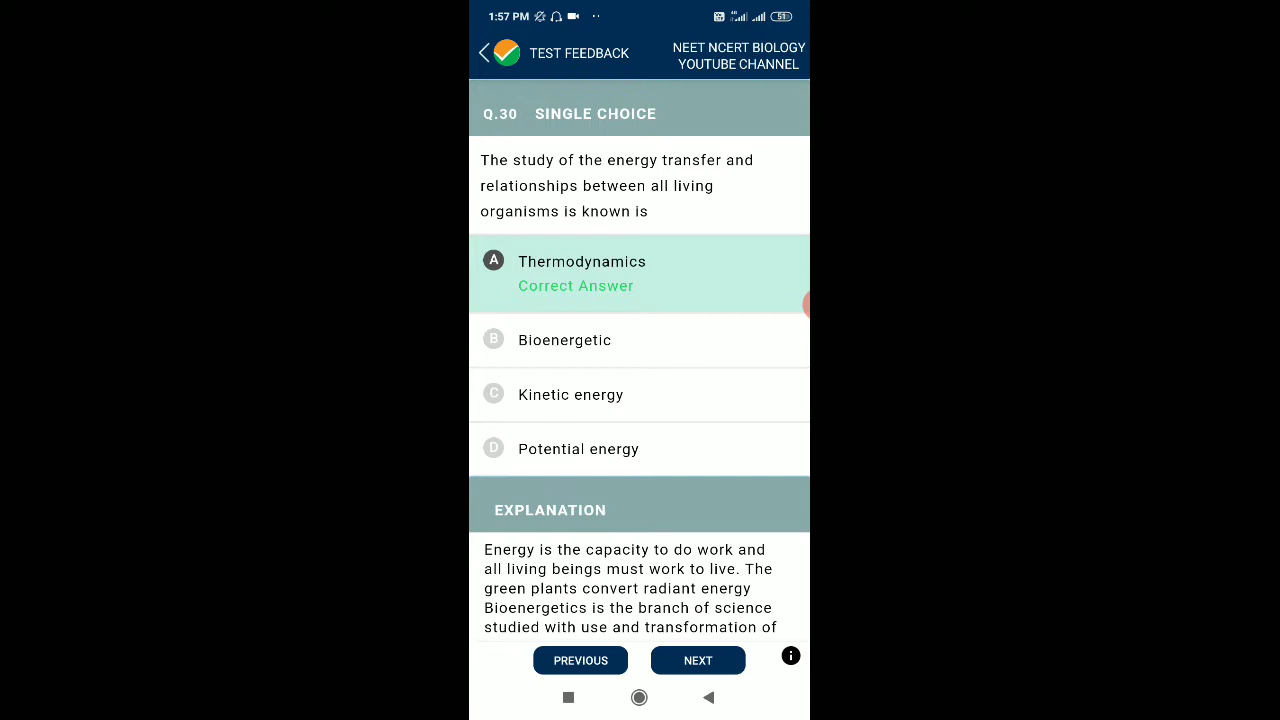 1:57 PM
4G
51
TEST FEEDBACK
NEET NCERT BIOLOGY
YOUTUBE CHANNEL
Q.30 SINGLE CHOICE
The study of the energy transfer and
relationships between all living
organisms is known is
A Thermodynamics
Correct Answer
B Bioenergetic
C Kinetic energy
D Potential energy
EXPLANATION
Energy is the capacity to do work and
all living beings must work to live. The
green plants convert radiant energy
Bioenergetics is the branch of science
studied with use and transformation of
PREVIOUS NEXT